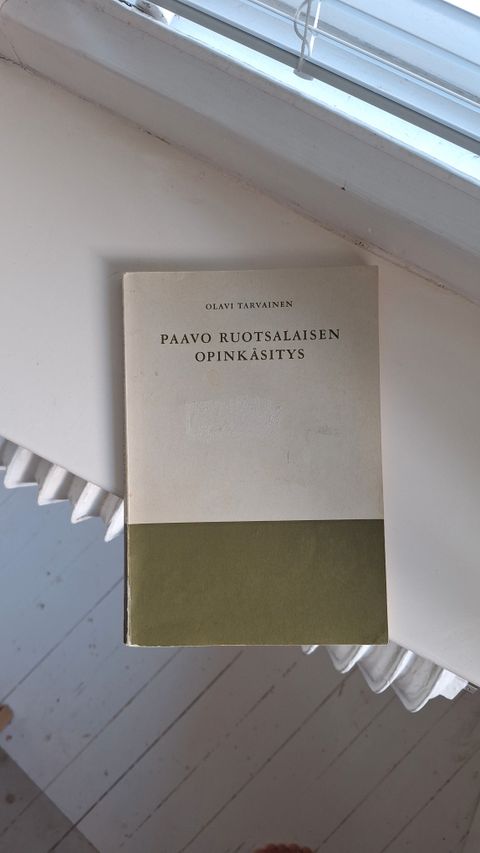 OLAVI TARVAINEN
PAAVO RUOTSALAISEN
OPINKÄSITYS